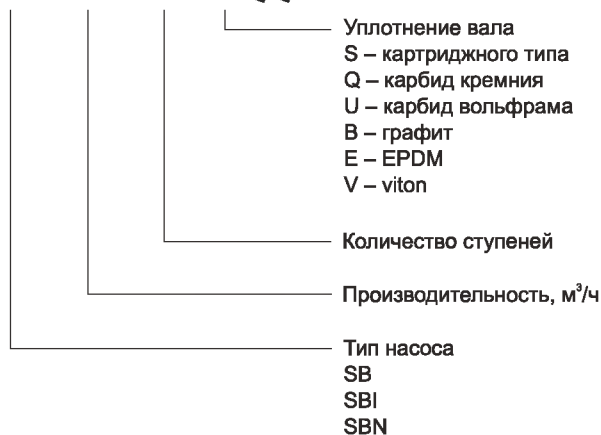 Уплотнение вала
S – картриджного типа
Q – карбид кремния
U – карбид вольфрама
B – графит
E – EPDM
V – viton
Количество ступеней
Производительность, м³/ч
Тип насоса
SB
SBI
SBN